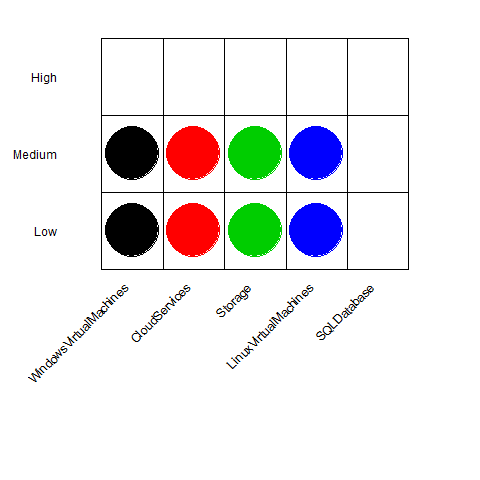 High
Medium
Low
WindowsVirtualMachines
CloudServices
Storage
LinuxVirtualMachines
SQLDatabase